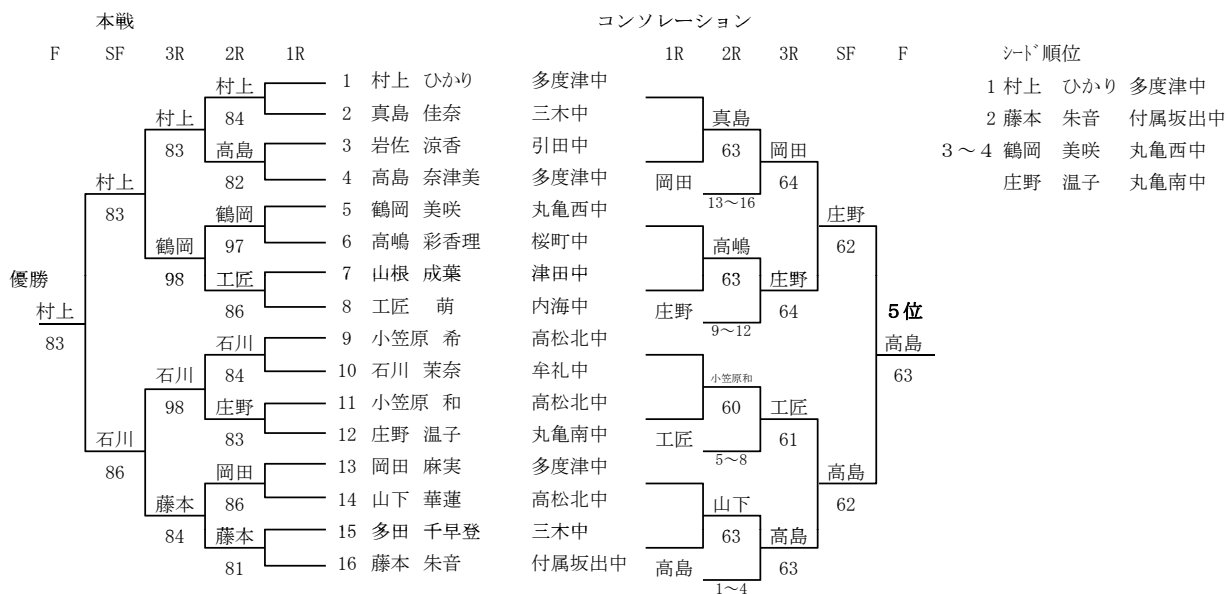 本戦 コンソレーション
F SF 3R 2R 1R 1R 2R 3R SF F シード順位
村上 1 村上 ひかり 多度津中 1 村上 ひかり 多度津中
村上 84 2 真島 佳奈 三木中 真島 2 藤本 朱音 付属坂出中
83 高島 3 岩佐 涼香 引田中 63 岡田 3～4 鶴岡 美咲 丸亀西中
村上 82 4 高島 奈津美 多度津中 岡田 13～16 64 庄野 温子 丸亀南中
83 鶴岡 5 鶴岡 美咲 丸亀西中 庄野
鶴岡 97 6 高嶋 彩香理 桜町中 高嶋 62
優勝 98 工匠 7 山根 成葉 津田中 63 庄野
村上 86 8 工匠 萌 内海中 庄野 9～12 64 5位
83 石川 9 小笠原 希 高松北中 高島
石川 84 10 石川 茉奈 牟礼中 小笠原和 63
98 庄野 11 小笠原 和 高松北中 60 工匠
石川 83 12 庄野 温子 丸亀南中 工匠 5～8 61
86 岡田 13 岡田 麻実 多度津中 高島
藤本 86 14 山下 華蓮 高松北中 山下 62
84 藤本 15 多田 千早登 三木中 63 高島
81 16 藤本 朱音 付属坂出中 高島 1～4 63